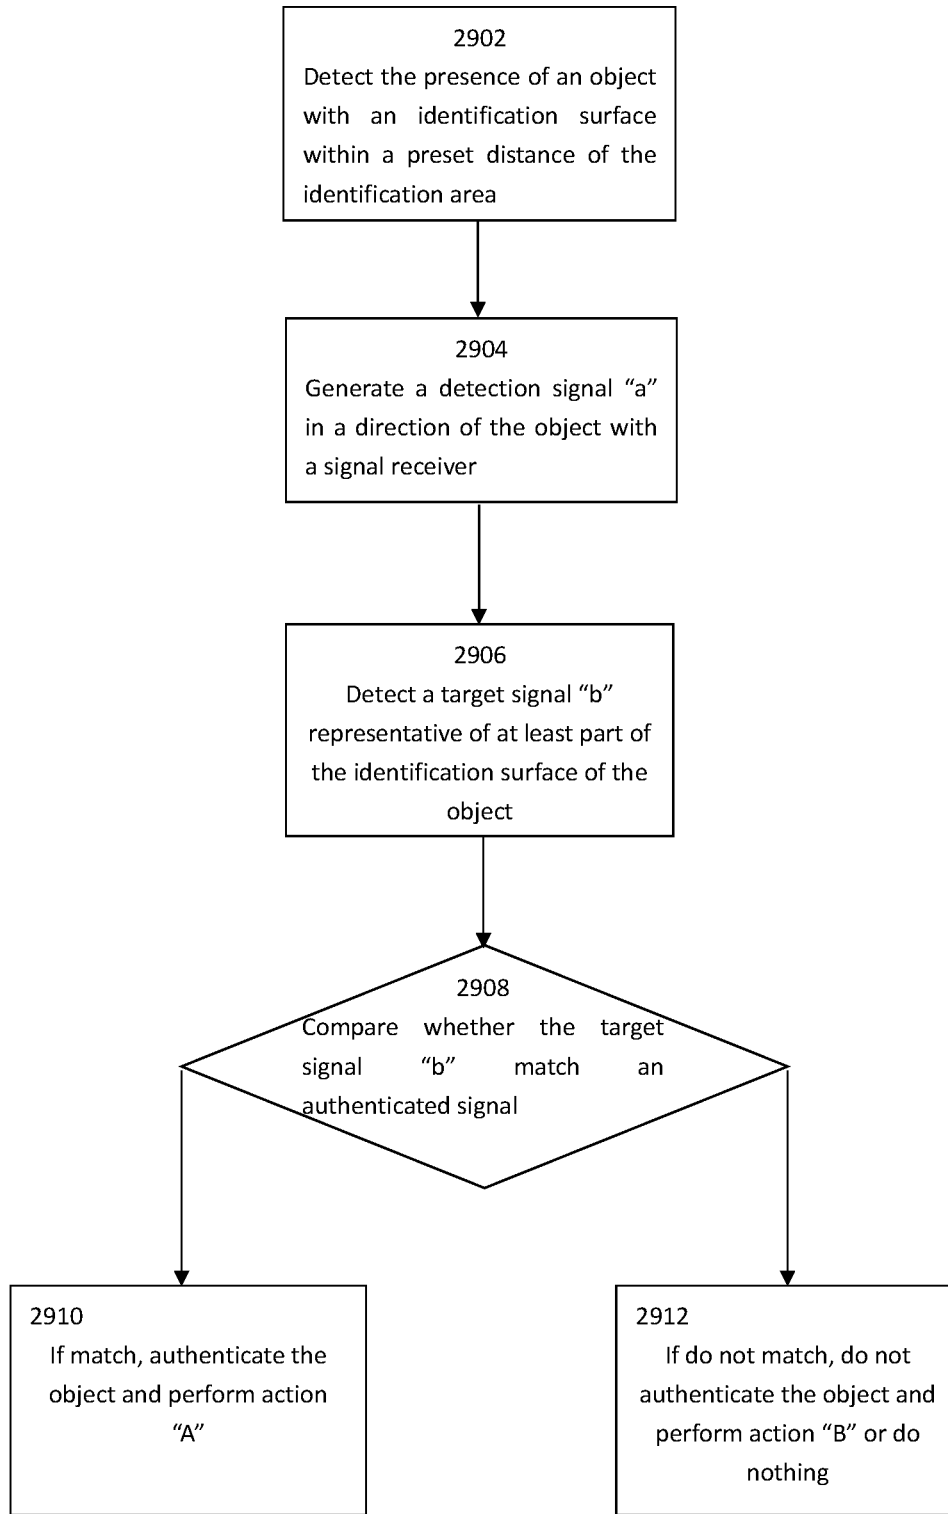 2902
Detect the presence of an object
with an identification surface
within a preset distance of the
identification area
2904
Generate a detection signal “a”
in a direction of the object with
a signal receiver
2906
Detect a target signal “b”
representative of at least part of
the identification surface of the
object
2908
Compare whether the target
signal “b” match an
authenticated signal
2910
If match, authenticate the
object and perform action
“A”
2912
If do not match, do not
authenticate the object and
perform action “B” or do
nothing